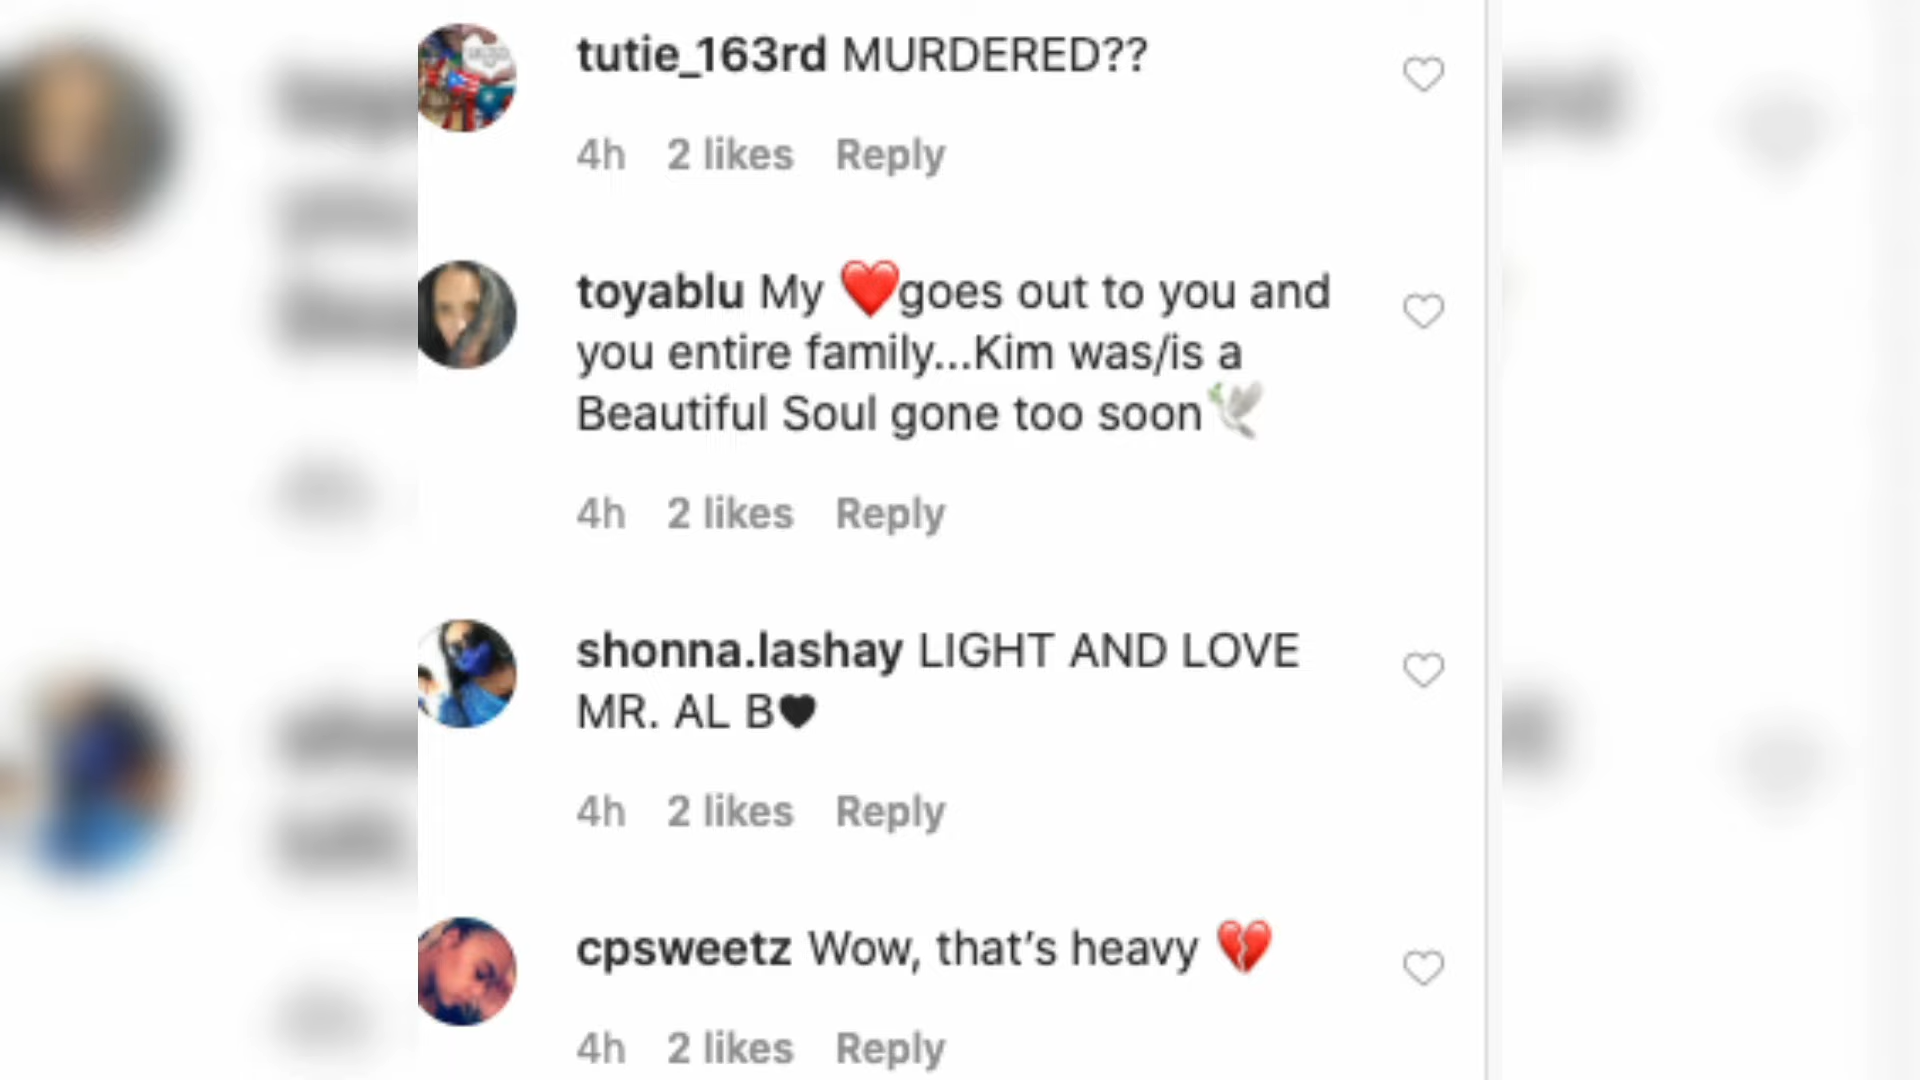 tutie_163rd MURDERED??
4h 2 likes Reply
toyablu My ❤️goes out to you and
you entire family...Kim was/is a
Beautiful Soul gone too soon🕊️
4h 2 likes Reply
shonna.lashay LIGHT AND LOVE
MR. AL B🖤
4h 2 likes Reply
cpsweetz Wow, that’s heavy 💔
4h 2 likes Reply